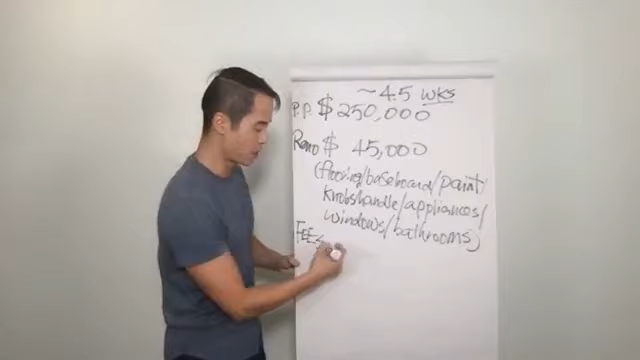 ~ 4.5 WKS
P.P. $ 250,000
Reno $ 45,000
(flooring/baseboard/paint/
knobs handle/appliances/
windows/bathrooms)
FEES